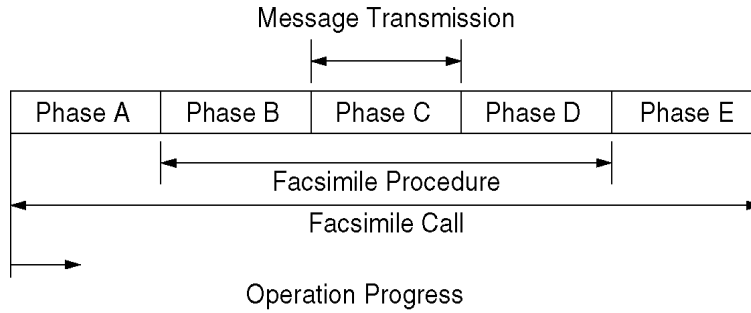 Message Transmission
Phase A Phase B Phase C Phase D Phase E
Facsimile Procedure
Facsimile Call
Operation Progress